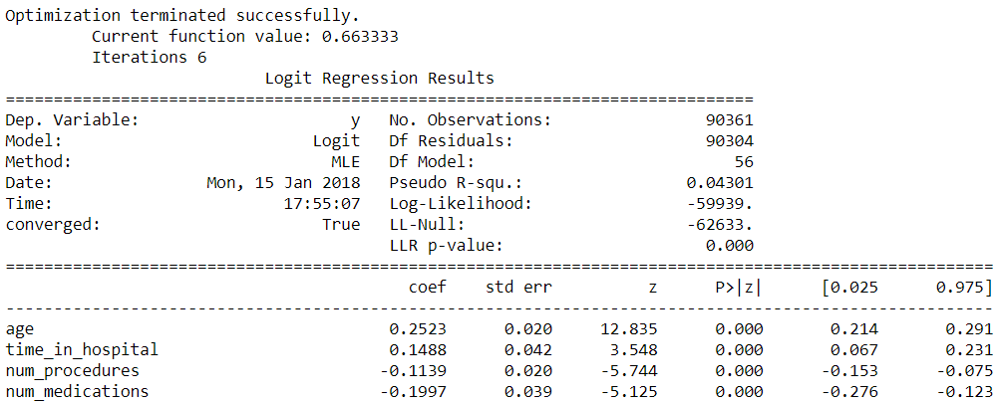 Optimization terminated successfully.
         Current function value: 0.663333
         Iterations 6
                           Logit Regression Results
==============================================================================
Dep. Variable:                      y   No. Observations:                90361
Model:                          Logit   Df Residuals:                    90304
Method:                           MLE   Df Model:                           56
Date:                Mon, 15 Jan 2018   Pseudo R-squ.:                 0.04301
Time:                        17:55:07   Log-Likelihood:                -59939.
converged:                       True   LL-Null:                       -62633.
                                        LLR p-value:                     0.000
=======================================================================================================
                                          coef    std err          z      P>|z|      [0.025      0.975]
-------------------------------------------------------------------------------------------------------
age                                     0.2523      0.020     12.835      0.000       0.214       0.291
time_in_hospital                        0.1488      0.042      3.548      0.000       0.067       0.231
num_procedures                         -0.1139      0.020     -5.744      0.000      -0.153      -0.075
num_medications                        -0.1997      0.039     -5.125      0.000      -0.276      -0.123